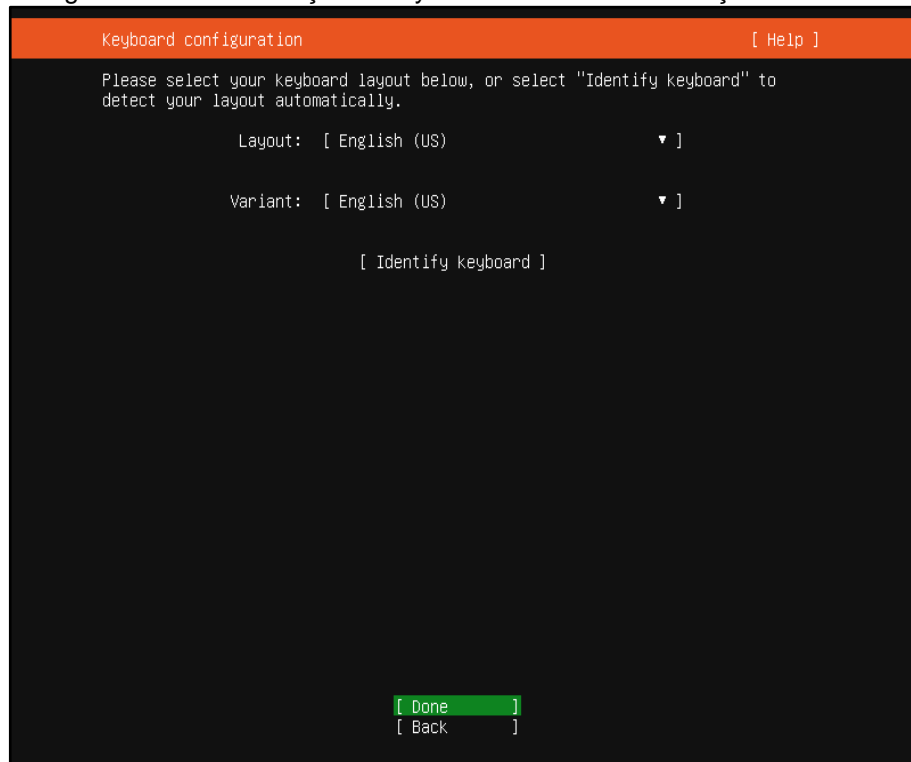 Keyboard configuration [ Help ]
Please select your keyboard layout below, or select "Identify keyboard" to
detect your layout automatically.
Layout: [ English (US) ▾ ]
Variant: [ English (US) ▾ ]
[ Identify keyboard ]
[ Done ]
[ Back ]